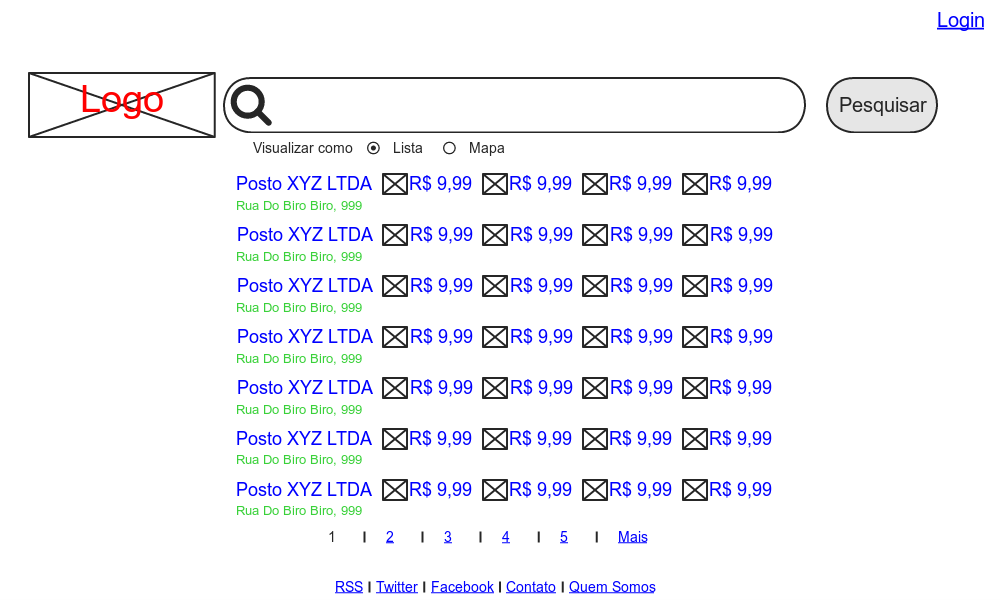 Login
Logo
Pesquisar
Visualizar como Lista Mapa
Posto XYZ LTDA R$ 9,99 R$ 9,99 R$ 9,99 R$ 9,99
Rua Do Biro Biro, 999
Posto XYZ LTDA R$ 9,99 R$ 9,99 R$ 9,99 R$ 9,99
Rua Do Biro Biro, 999
Posto XYZ LTDA R$ 9,99 R$ 9,99 R$ 9,99 R$ 9,99
Rua Do Biro Biro, 999
Posto XYZ LTDA R$ 9,99 R$ 9,99 R$ 9,99 R$ 9,99
Rua Do Biro Biro, 999
Posto XYZ LTDA R$ 9,99 R$ 9,99 R$ 9,99 R$ 9,99
Rua Do Biro Biro, 999
Posto XYZ LTDA R$ 9,99 R$ 9,99 R$ 9,99 R$ 9,99
Rua Do Biro Biro, 999
Posto XYZ LTDA R$ 9,99 R$ 9,99 R$ 9,99 R$ 9,99
Rua Do Biro Biro, 999
1 | 2 | 3 | 4 | 5 | Mais
RSS | Twitter | Facebook | Contato | Quem Somos